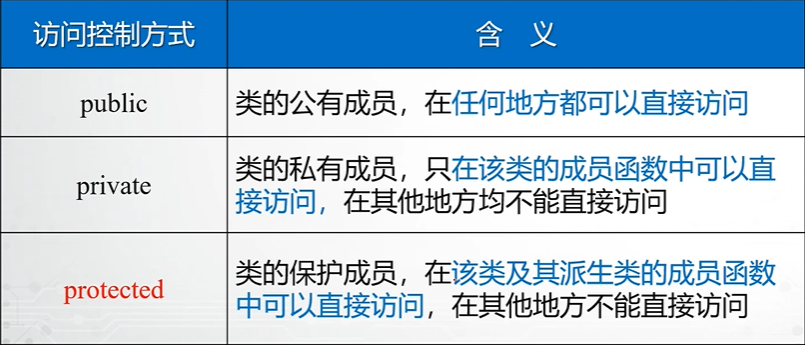 访问控制方式
含 义
public
类的公有成员，在任何地方都可以直接访问
private
类的私有成员，只在该类的成员函数中可以直
接访问，在其他地方均不能直接访问
protected
类的保护成员，在该类及其派生类的成员函数
中可以直接访问，在其他地方不能直接访问